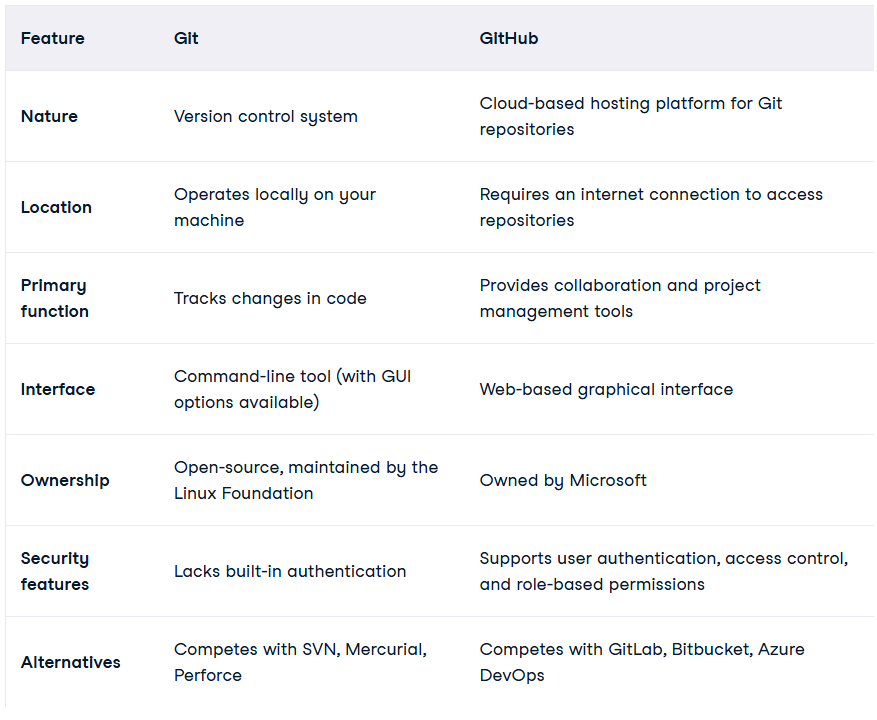 Feature Git GitHub
Nature Version control system Cloud-based hosting platform for Git
repositories
Location Operates locally on your
machine Requires an internet connection to access
repositories
Primary
function Tracks changes in code Provides collaboration and project
management tools
Interface Command-line tool (with GUI
options available) Web-based graphical interface
Ownership Open-source, maintained by the
Linux Foundation Owned by Microsoft
Security
features Lacks built-in authentication Supports user authentication, access control,
and role-based permissions
Alternatives Competes with SVN, Mercurial,
Perforce Competes with GitLab, Bitbucket, Azure
DevOps